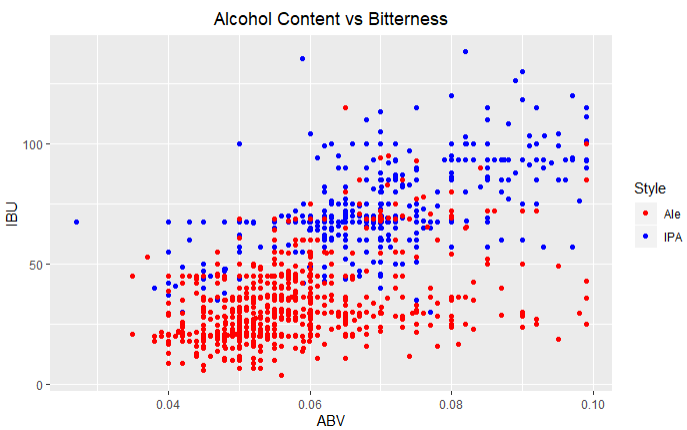 Alcohol Content vs Bitterness
IBU
100
50
0
0.04
0.06
0.08
0.10
ABV
Style
Ale
IPA